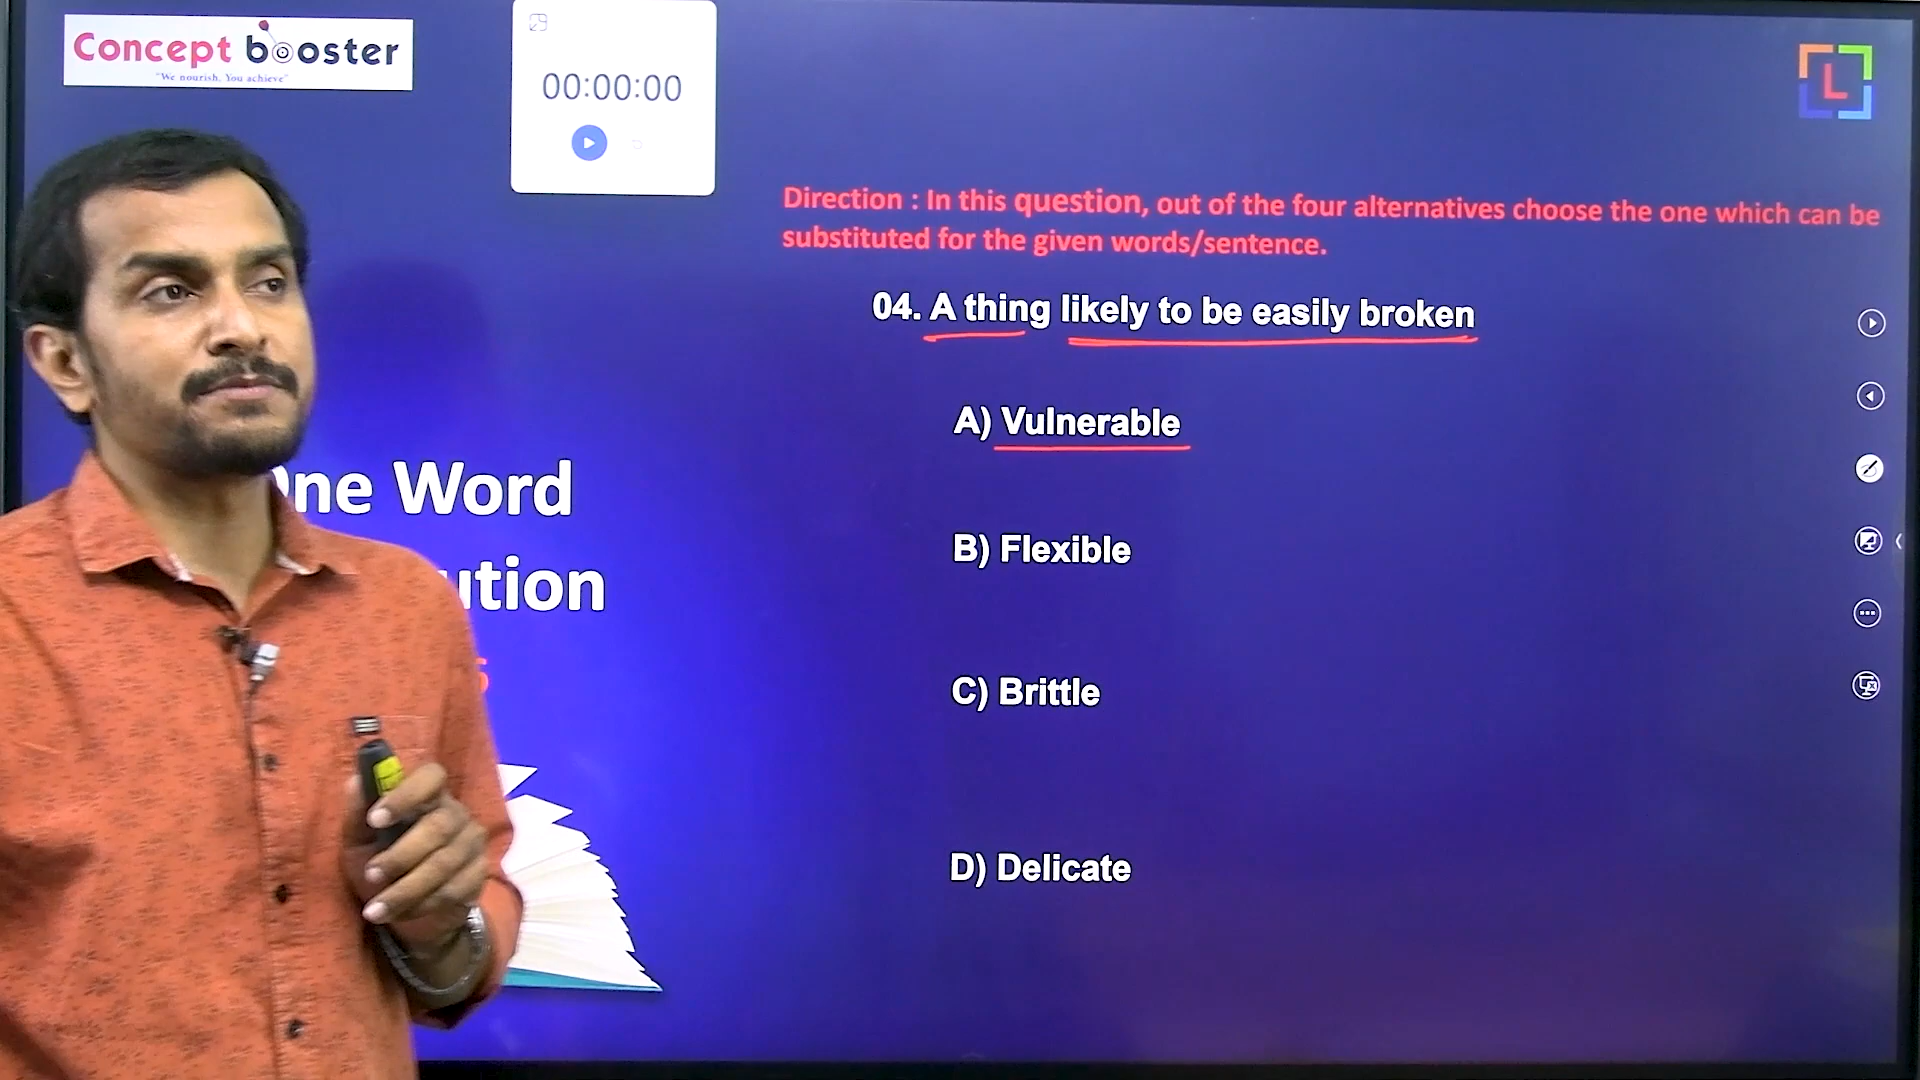 Concept booster
"We nourish, You achieve"
00:00:00
L
Direction : In this question, out of the four alternatives choose the one which can be
substituted for the given words/sentence.
04. A thing likely to be easily broken
A) Vulnerable
One Word
B) Flexible
ution
C) Brittle
D) Delicate